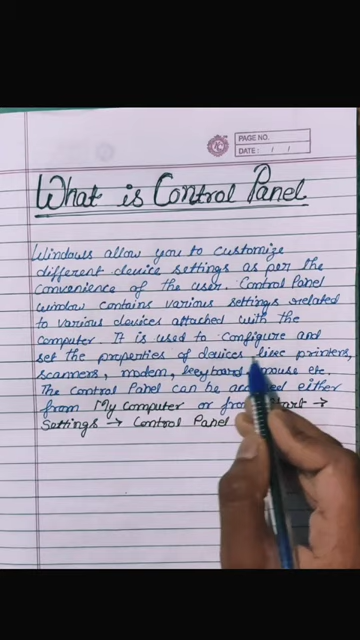 PAGE NO.
DATE : / /
What is Control Panel
Windows allow you to customize
different device settings as per the
convenience of the user. Control Panel
window contains various settings related
to various devices attached with the
computer. It is used to configure and
set the properties of devices like printers,
scanners, modem, keyboard mouse etc.
The Control Panel can be accessed either
from My Computer or from Start →
Settings → Control Panel